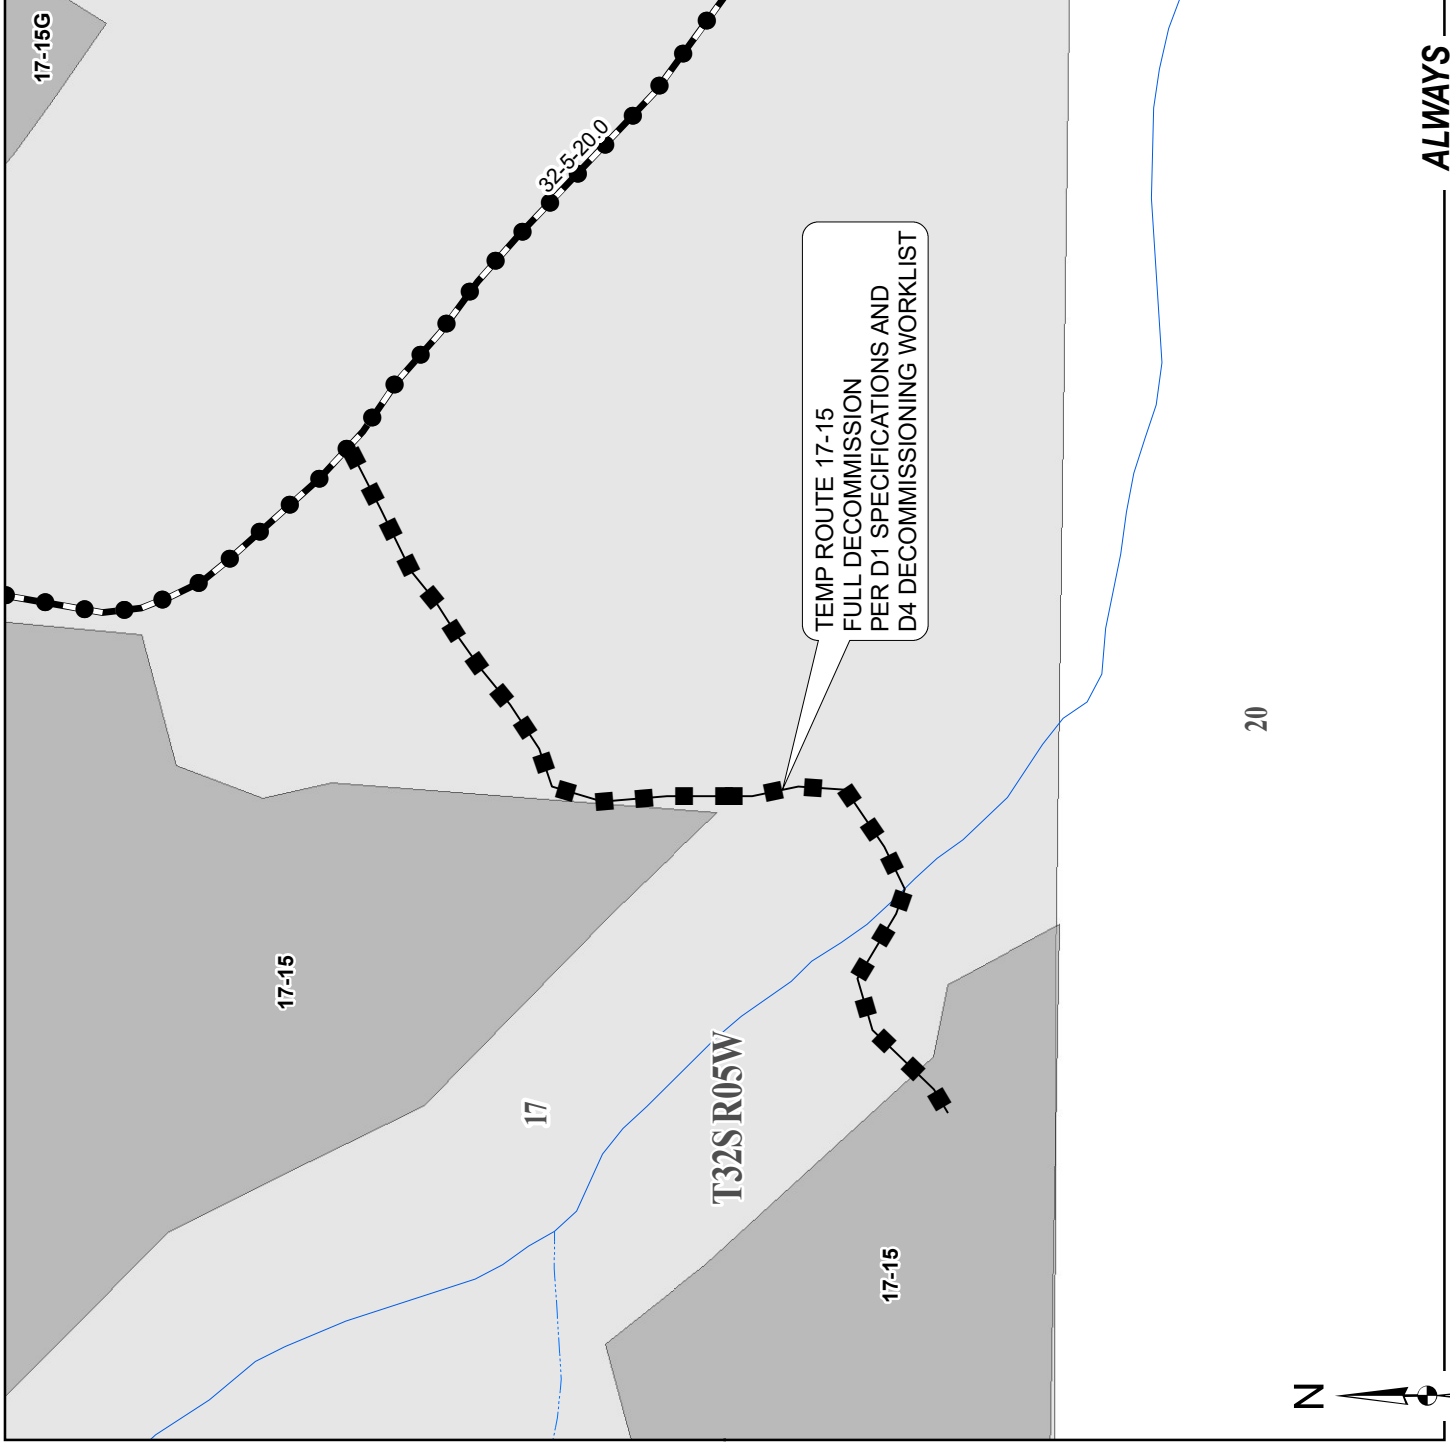 17-15G
32-5-20.0
TEMP ROUTE 17-15
FULL DECOMMISSION
PER D1 SPECIFICATIONS AND
D4 DECOMMISSIONING WORKLIST
17-15
17
T32S R05W
20
17-15
N
ALWAYS